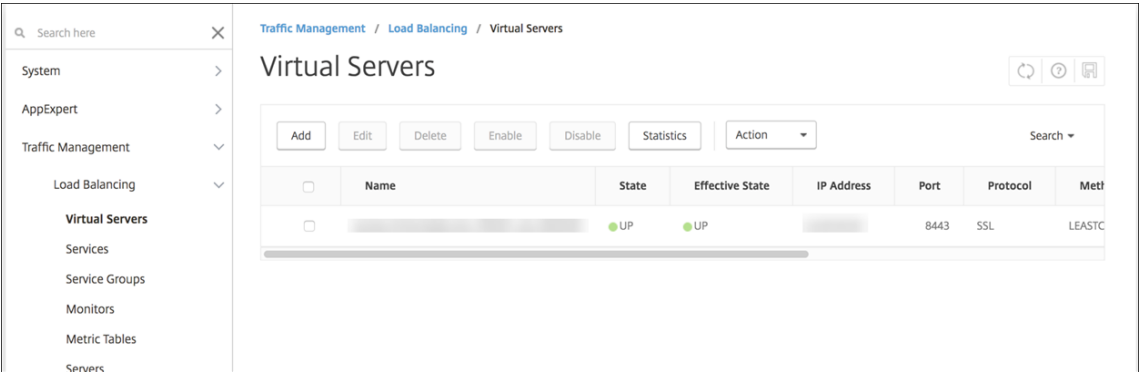 Search here
System
AppExpert
Traffic Management
Load Balancing
Virtual Servers
Services
Service Groups
Monitors
Metric Tables
Servers
Traffic Management / Load Balancing / Virtual Servers
Virtual Servers
Add Edit Delete Enable Disable Statistics Action Search
Name State Effective State IP Address Port Protocol Meth
UP UP 8443 SSL LEASTC